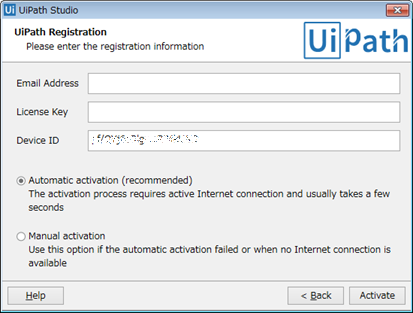 UiPath Studio
UiPath Registration
Please enter the registration information
UiPath
Email Address
License Key
Device ID
Automatic activation (recommended)
The activation process requires active Internet connection and usually takes a few
seconds
Manual activation
Use this option if the automatic activation failed or when no Internet connection is
available
Help
< Back
Activate